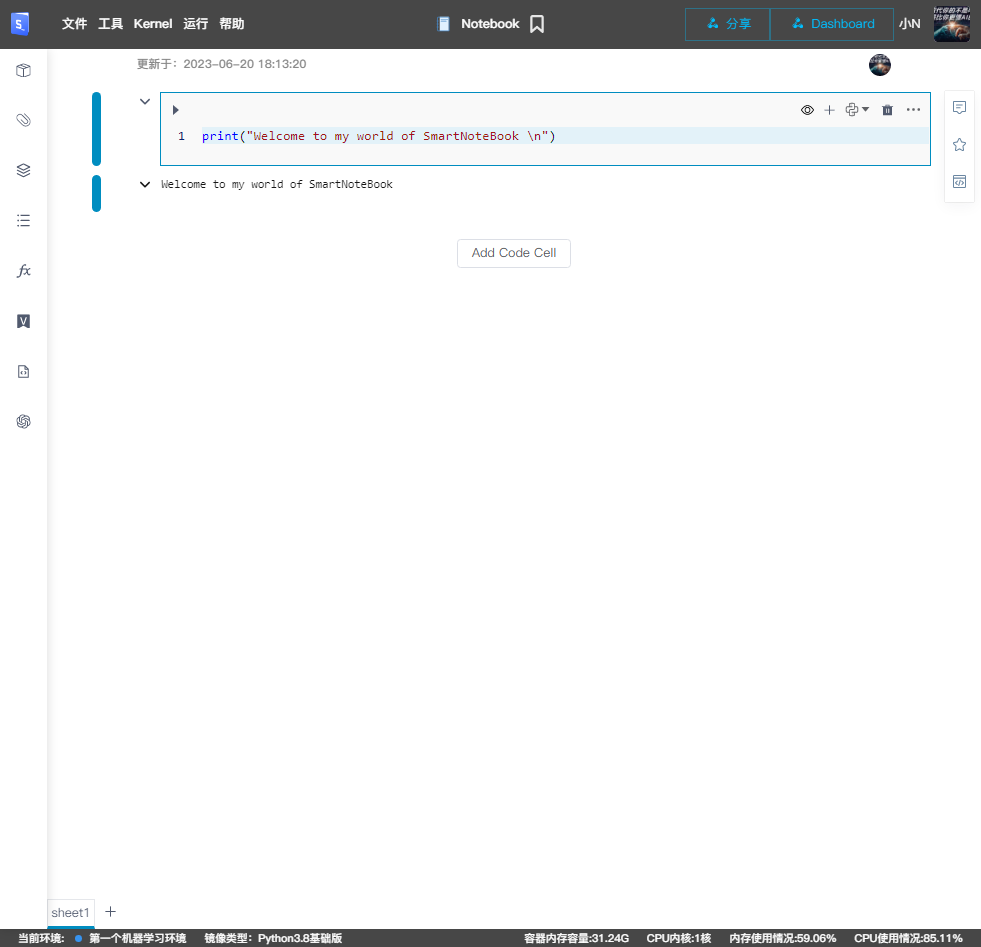 文件 工具 Kernel 运行 帮助 Notebook 分享 Dashboard 小N
更新于：2023-06-20 18:13:20
1 print("Welcome to my world of SmartNoteBook \n")
Welcome to my world of SmartNoteBook
Add Code Cell
sheet1
当前环境: 第一个机器学习环境 镜像类型：Python3.8基础版 容器内存容量:31.24G CPU内核:1核 内存使用情况:59.06% CPU使用情况:85.11%